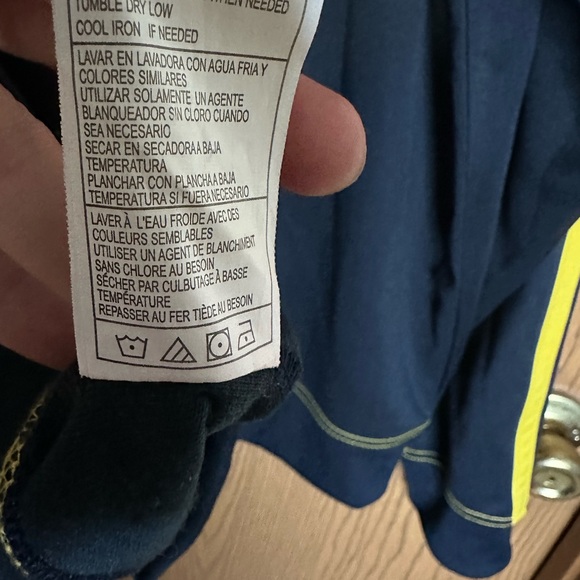 WHEN NEEDED
TUMBLE DRY LOW
COOL IRON IF NEEDED
LAVAR EN LAVADORA CON AGUA FRIA Y
COLORES SIMILARES
UTILIZAR SOLAMENTE UN AGENTE
BLANQUEADOR SIN CLORO CUANDO
SEA NECESARIO
SECAR EN SECADORA A BAJA
TEMPERATURA
PLANCHAR CON PLANCHA A BAJA
TEMPERATURA SI FUERA NECESARIO
LAVER À L'EAU FROIDE AVEC DES
COULEURS SEMBLABLES
UTILISER UN AGENT DE BLANCHIMENT
SANS CHLORE AU BESOIN
SÉCHER PAR CULBUTAGE À BASSE
TEMPÉRATURE
REPASSER AU FER TIÈDE AU BESOIN